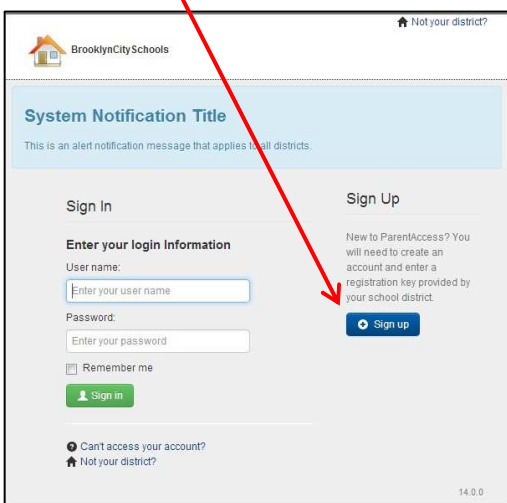 Not your district?
BrooklynCitySchools
System Notification Title
This is an alert notification message that applies to all districts.
Sign In
Enter your login Information
User name:
Enter your user name
Password:
Enter your password
Remember me
Sign in
Can't access your account?
Not your district?
Sign Up
New to ParentAccess? You
will need to create an
account and enter a
registration key provided by
your school district.
Sign up
14.0.0